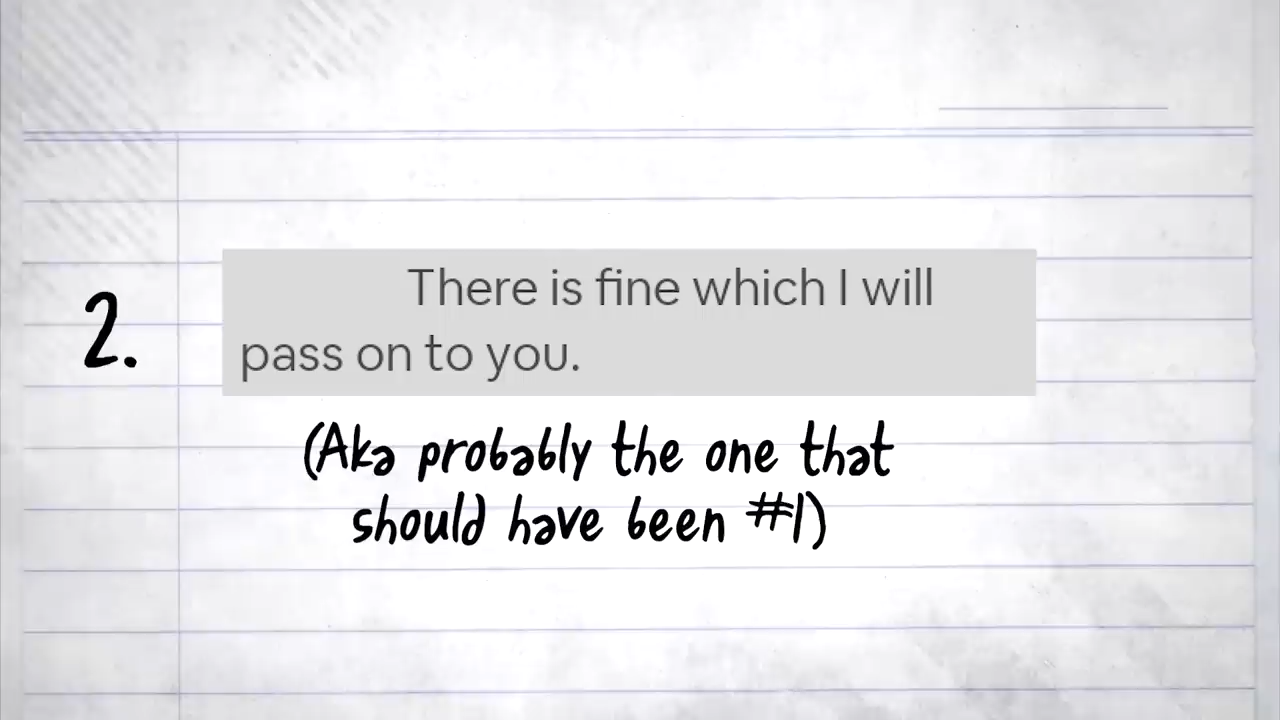 2.
There is fine which I will
pass on to you.
(Aka probably the one that
should have been #1)